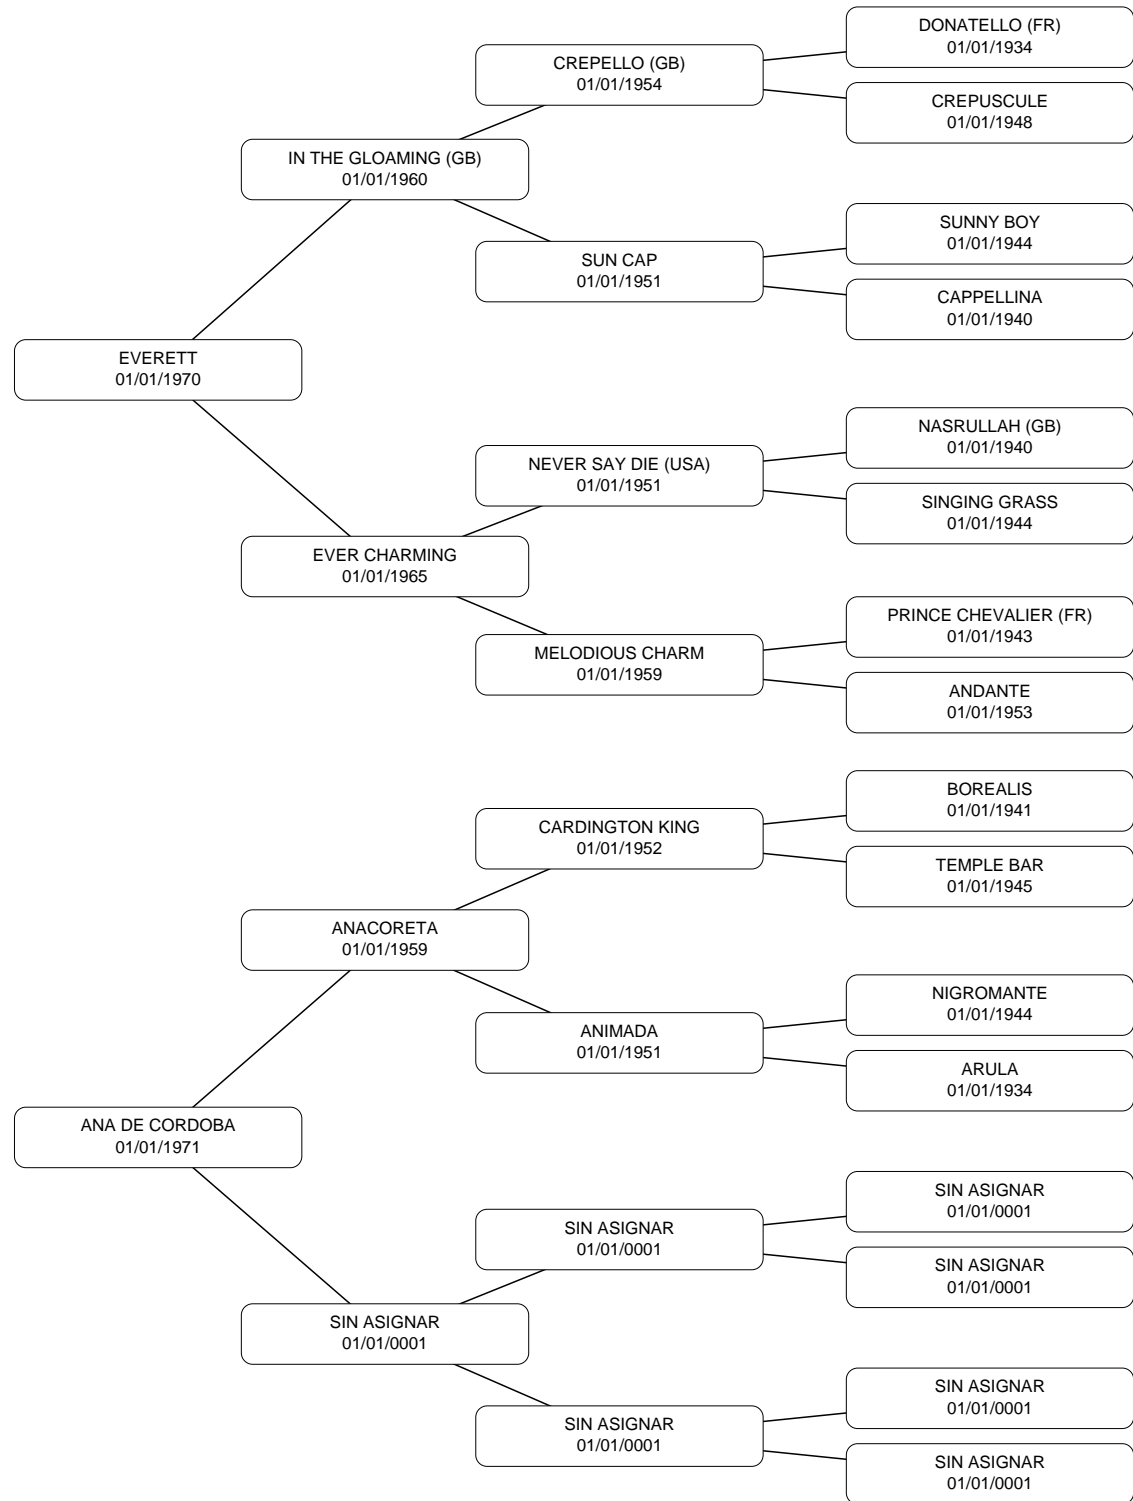 DONATELLO (FR)
01/01/1934
CREPELLO (GB)
01/01/1954
CREPUSCULE
01/01/1948
IN THE GLOAMING (GB)
01/01/1960
SUNNY BOY
01/01/1944
SUN CAP
01/01/1951
CAPPELLINA
01/01/1940
EVERETT
01/01/1970
NASRULLAH (GB)
01/01/1940
NEVER SAY DIE (USA)
01/01/1951
SINGING GRASS
01/01/1944
EVER CHARMING
01/01/1965
PRINCE CHEVALIER (FR)
01/01/1943
MELODIOUS CHARM
01/01/1959
ANDANTE
01/01/1953
BOREALIS
01/01/1941
CARDINGTON KING
01/01/1952
TEMPLE BAR
01/01/1945
ANACORETA
01/01/1959
NIGROMANTE
01/01/1944
ANIMADA
01/01/1951
ARULA
01/01/1934
ANA DE CORDOBA
01/01/1971
SIN ASIGNAR
01/01/0001
SIN ASIGNAR
01/01/0001
SIN ASIGNAR
01/01/0001
SIN ASIGNAR
01/01/0001
SIN ASIGNAR
01/01/0001
SIN ASIGNAR
01/01/0001
SIN ASIGNAR
01/01/0001